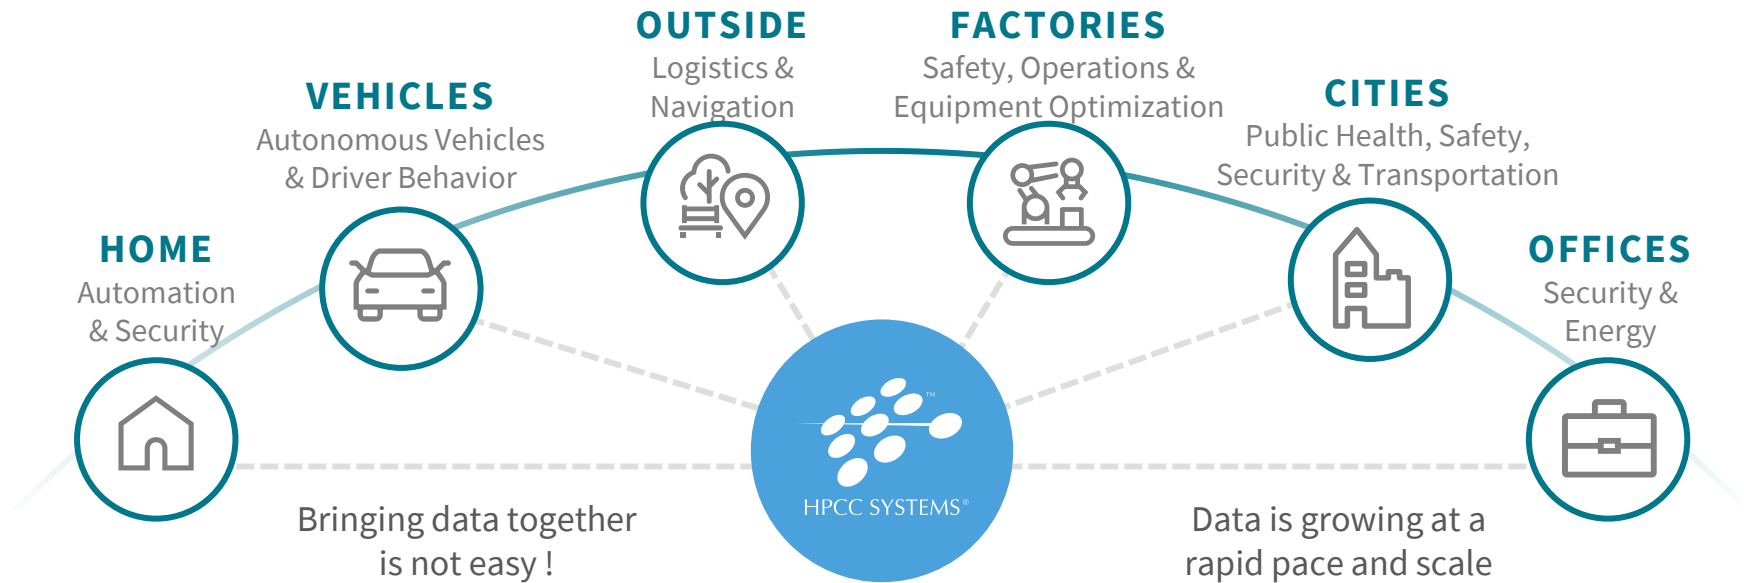 OUTSIDE
Logistics &
Navigation
FACTORIES
Safety, Operations &
Equipment Optimization
VEHICLES
Autonomous Vehicles
& Driver Behavior
CITIES
Public Health, Safety,
Security & Transportation
HOME
Automation
& Security
OFFICES
Security &
Energy
™
HPCC SYSTEMS®
Bringing data together
is not easy !
Data is growing at a
rapid pace and scale